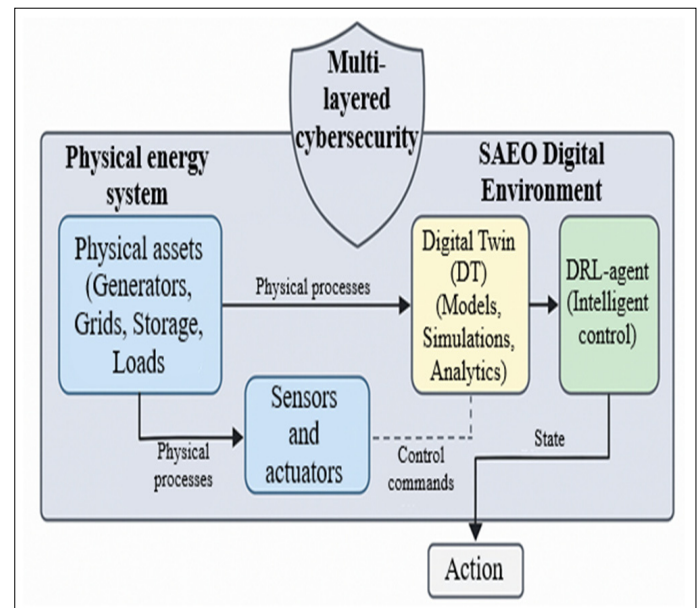 Multi-
layered
cybersecurity
Physical energy
system
SAEO Digital
Environment
Physical assets
(Generators,
Grids, Storage,
Loads
Physical processes
Digital Twin
(DT)
(Models,
Simulations,
Analytics)
DRL-agent
(Intelligent
control)
Sensors
and
actuators
Physical
processes
Control
commands
State
Action